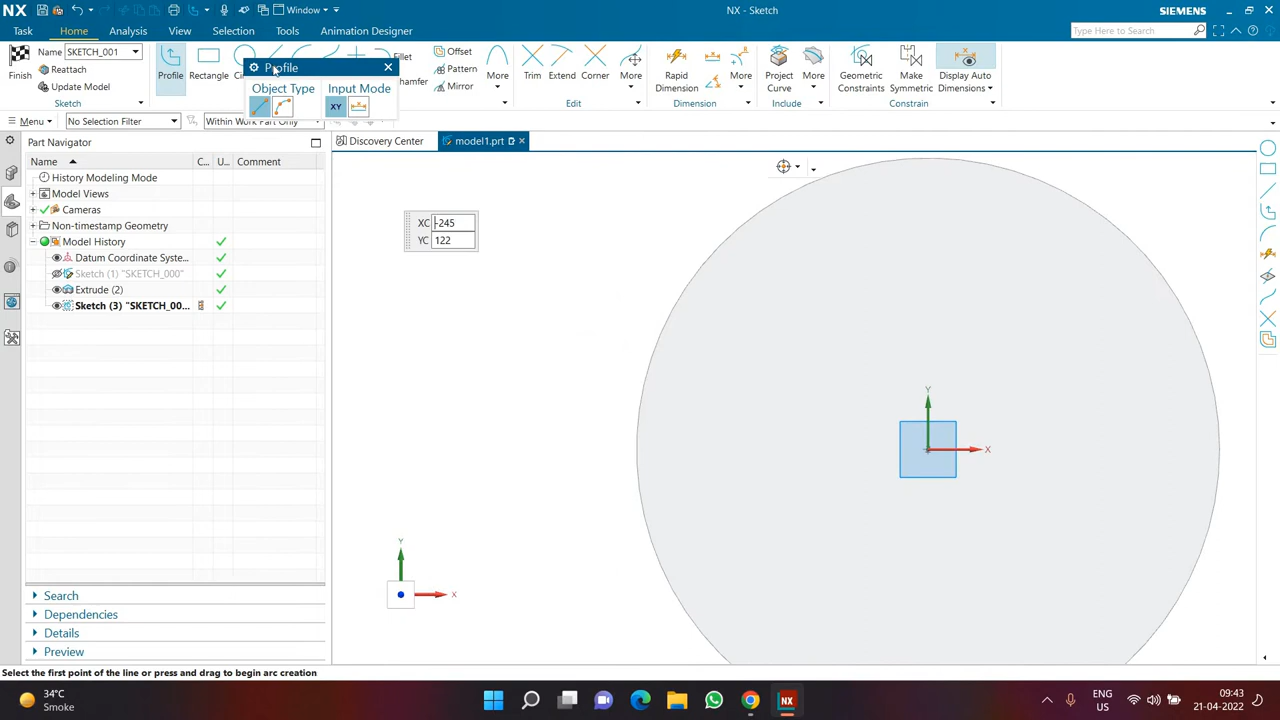 NX
Window
NX - Sketch
SIEMENS
Task
Home
Analysis
View
Selection
Tools
Animation Designer
Type Here to Search
Finish
Name
SKETCH_001
Reattach
Update Model
Sketch
Profile
Rectangle
Fillet
Offset
Pattern
Mirror
More
Trim
Extend
Corner
More
Edit
Rapid
Dimension
More
Dimension
Project
Curve
More
Include
Geometric
Constraints
Make
Symmetric
Display Auto
Dimensions
Constrain
Profile
Object Type
Input Mode
XY
Menu
No Selection Filter
Within Work Part Only
Part Navigator
Discovery Center
model1.prt
Name
C...
U...
Comment
History Modeling Mode
Model Views
Cameras
Non-timestamp Geometry
Model History
Datum Coordinate Syste...
Sketch (1) "SKETCH_000"
Extrude (2)
Sketch (3) "SKETCH_00...
XC
-245
YC
122
Y
X
Y
X
Search
Dependencies
Details
Preview
Select the first point of the line or press and drag to begin arc creation
34°C
Smoke
NX
ENG
US
09:43
21-04-2022